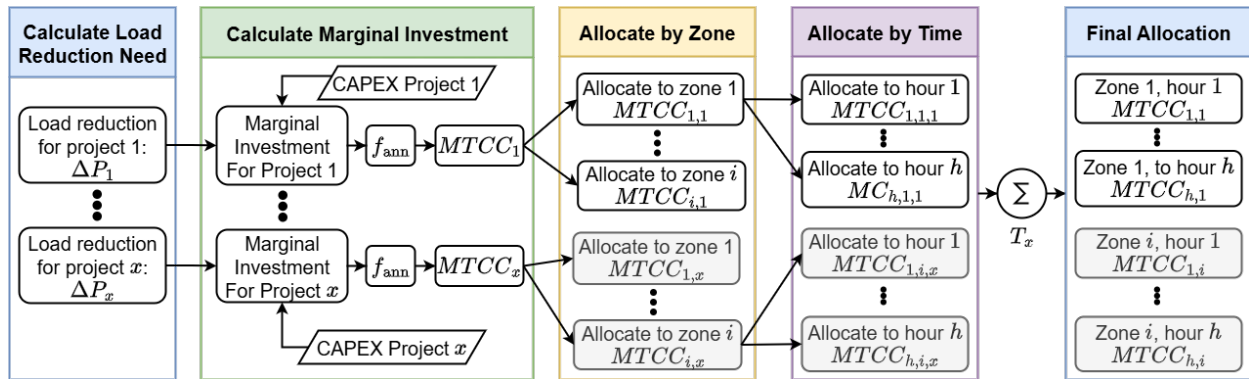 Calculate Load
Reduction Need
Load reduction
for project 1:
ΔP₁
Load reduction
for project x:
ΔPₓ
Calculate Marginal Investment
CAPEX Project 1
Marginal
Investment
For Project 1
f_ann
MTCC₁
Marginal
Investment
For Project x
f_ann
MTCCₓ
CAPEX Project x
Allocate by Zone
Allocate to zone 1
MTCC_{1,1}
Allocate to zone i
MTCC_{i,1}
Allocate to zone 1
MTCC_{1,x}
Allocate to zone i
MTCC_{i,x}
Allocate by Time
Allocate to hour 1
MTCC_{1,1,1}
Allocate to hour h
MC_{h,1,1}
Allocate to hour 1
MTCC_{1,i,x}
Allocate to hour h
MTCC_{h,i,x}
Σ
Tₓ
Final Allocation
Zone 1, hour 1
MTCC_{1,1}
Zone 1, to hour h
MTCC_{h,1}
Zone i, hour 1
MTCC_{1,i}
Zone i, hour h
MTCC_{h,i}